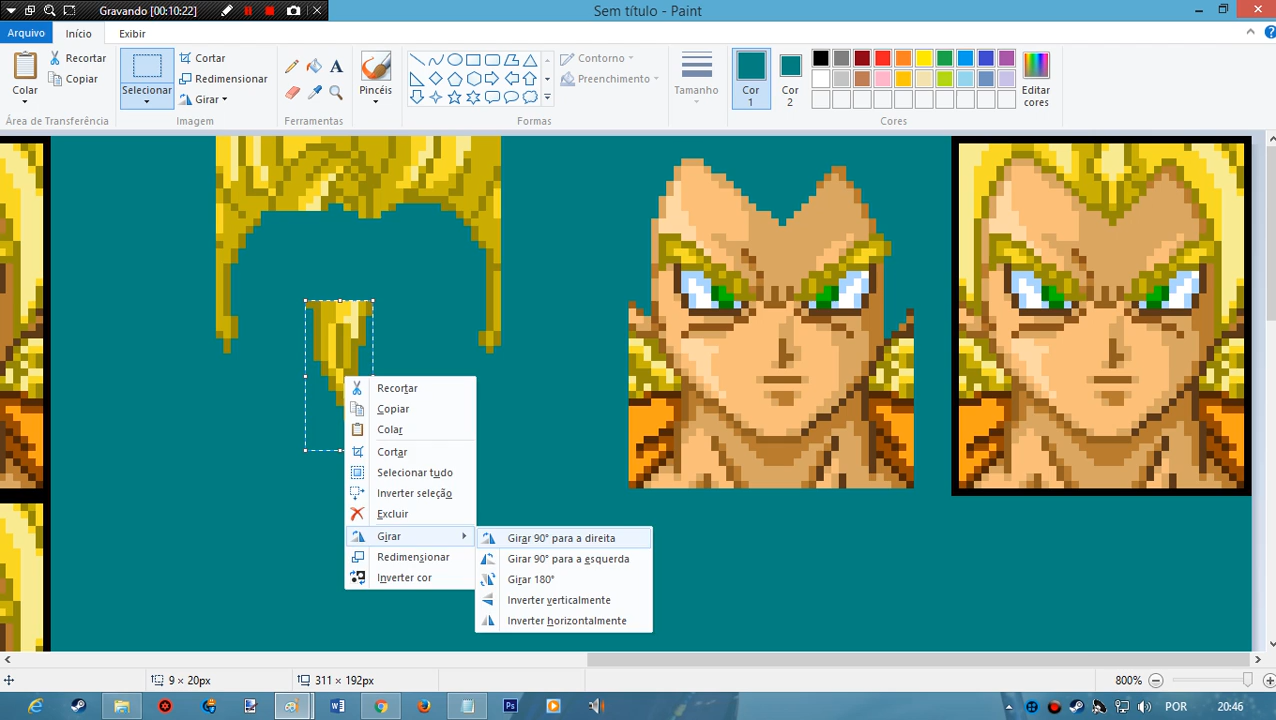 Gravando [00:10:22]
Sem título - Paint
Arquivo
Início
Exibir
Colar
Recortar
Copiar
Área de Transferência
Selecionar
Cortar
Redimensionar
Girar
Imagem
A
Ferramentas
Pincéis
Contorno
Preenchimento
Formas
Tamanho
Cor
1
Cor
2
Editar
cores
Cores
Recortar
Copiar
Colar
Cortar
Selecionar tudo
Inverter seleção
Excluir
Girar
Redimensionar
Inverter cor
Girar 90° para a direita
Girar 90° para a esquerda
Girar 180°
Inverter verticalmente
Inverter horizontalmente
9 × 20px
311 × 192px
800%
POR
20:46